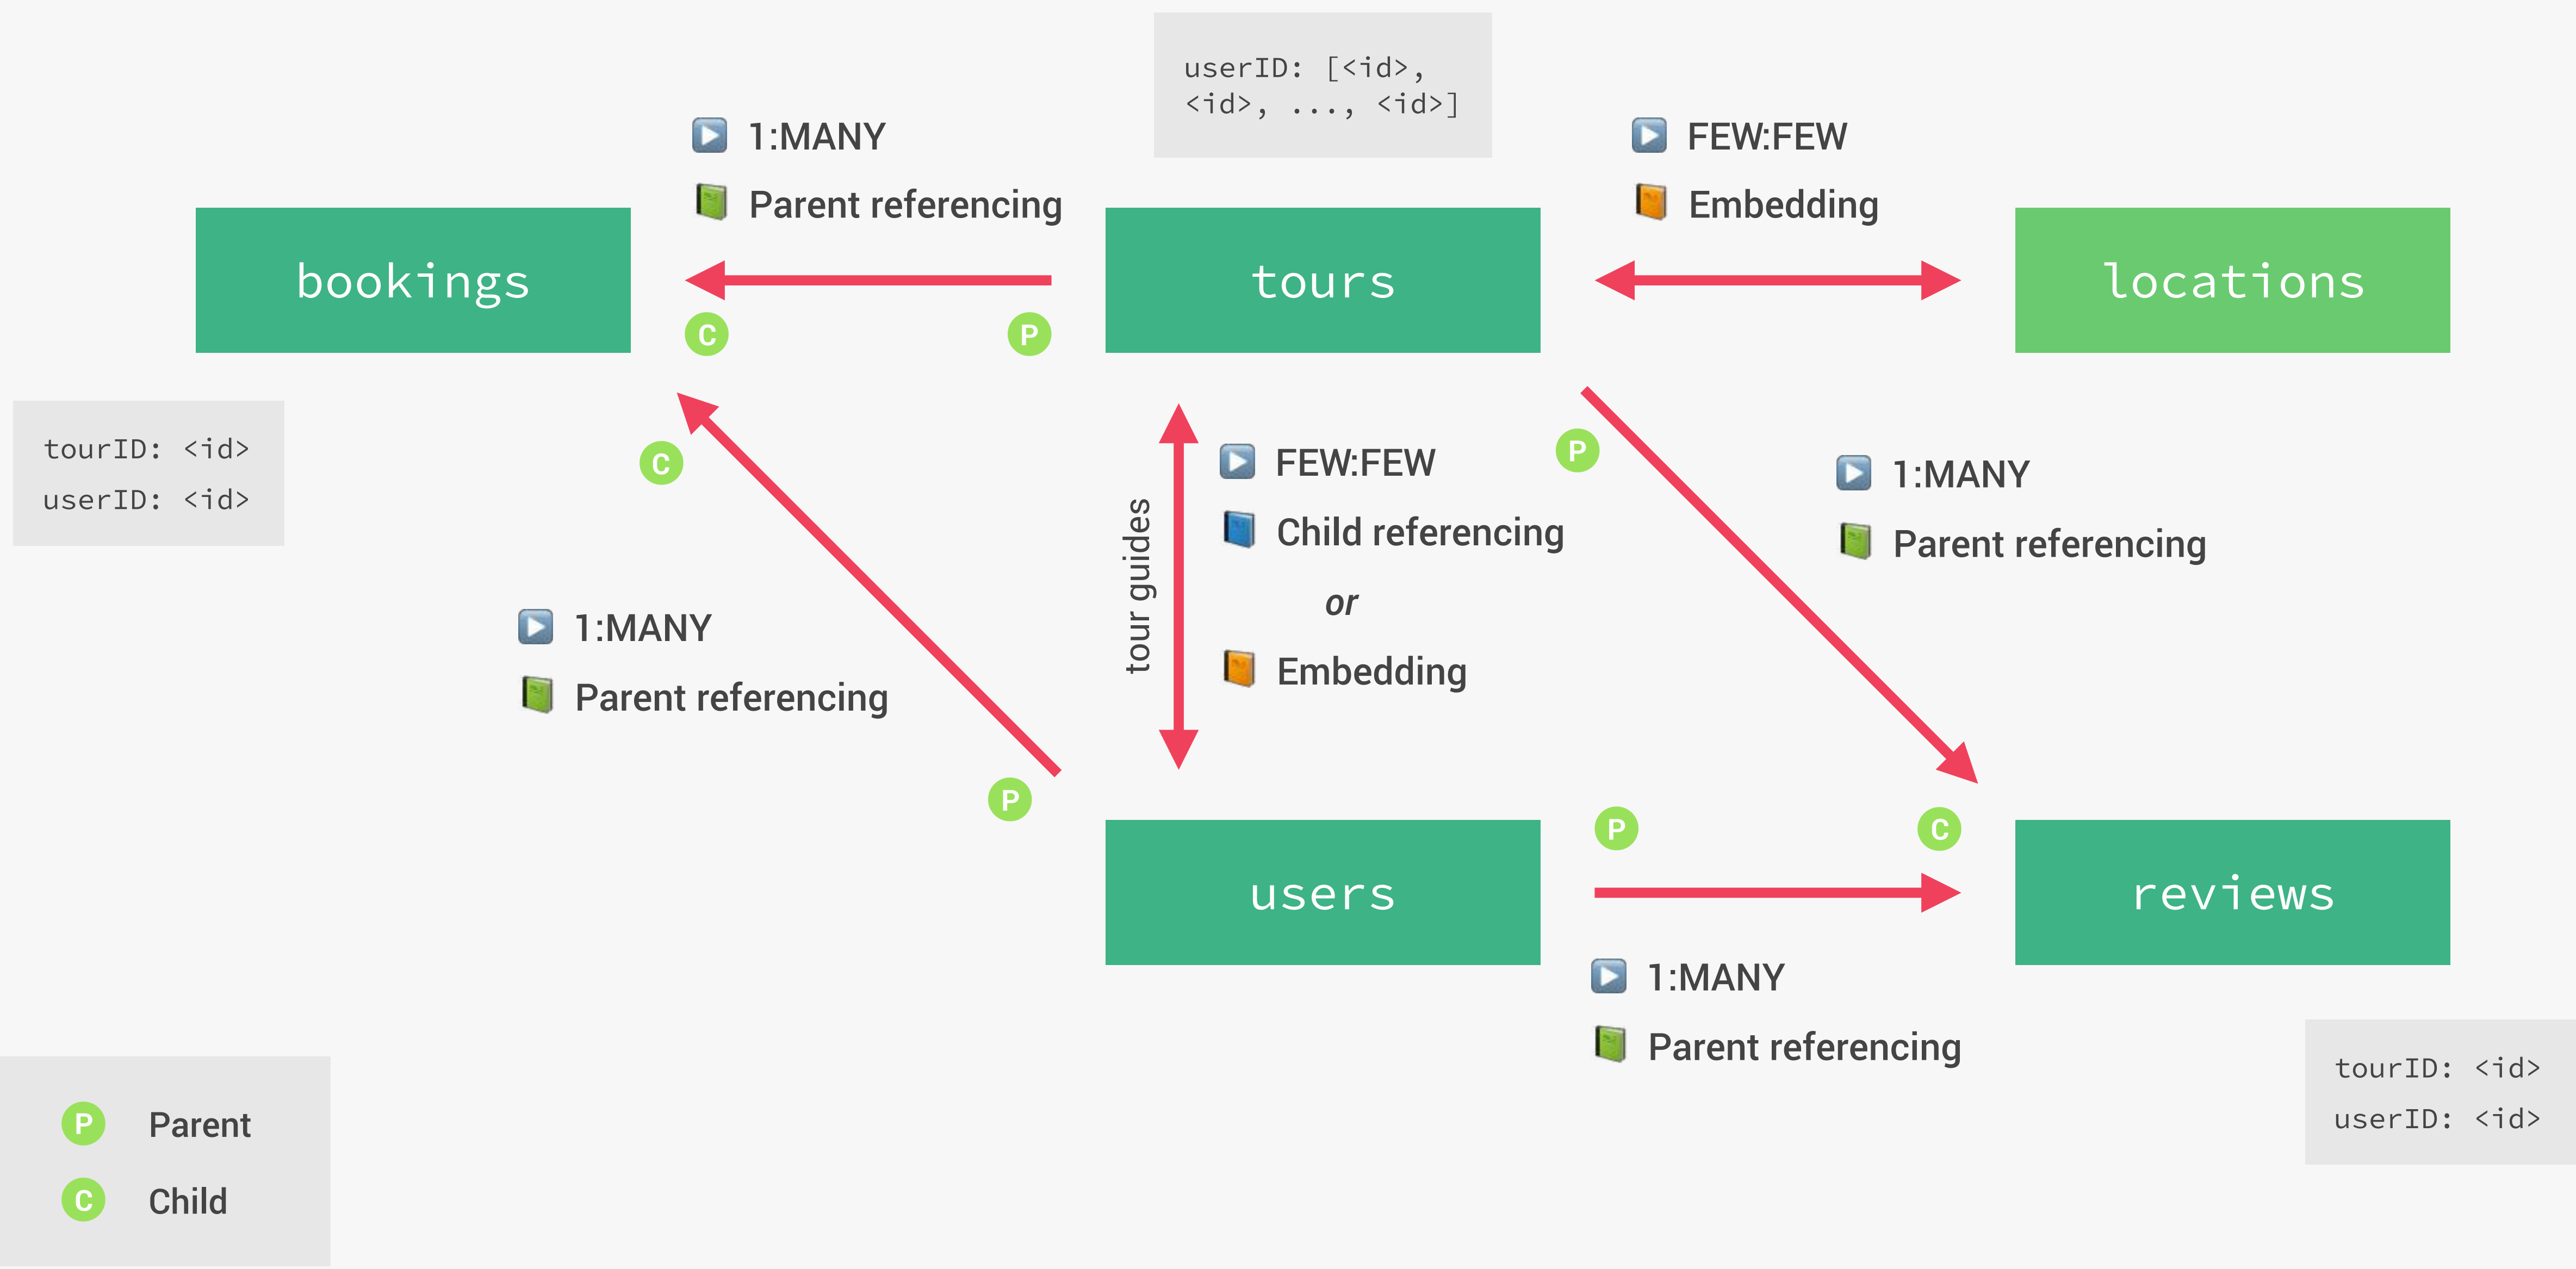 userID: [<id>,
<id>, ..., <id>]
1:MANY
Parent referencing
FEW:FEW
Embedding
bookings
tours
locations
C
P
tourID: <id>
userID: <id>
C
tour guides
FEW:FEW
Child referencing
or
Embedding
P
1:MANY
Parent referencing
1:MANY
Parent referencing
P
P
C
users
reviews
1:MANY
Parent referencing
tourID: <id>
userID: <id>
P Parent
C Child